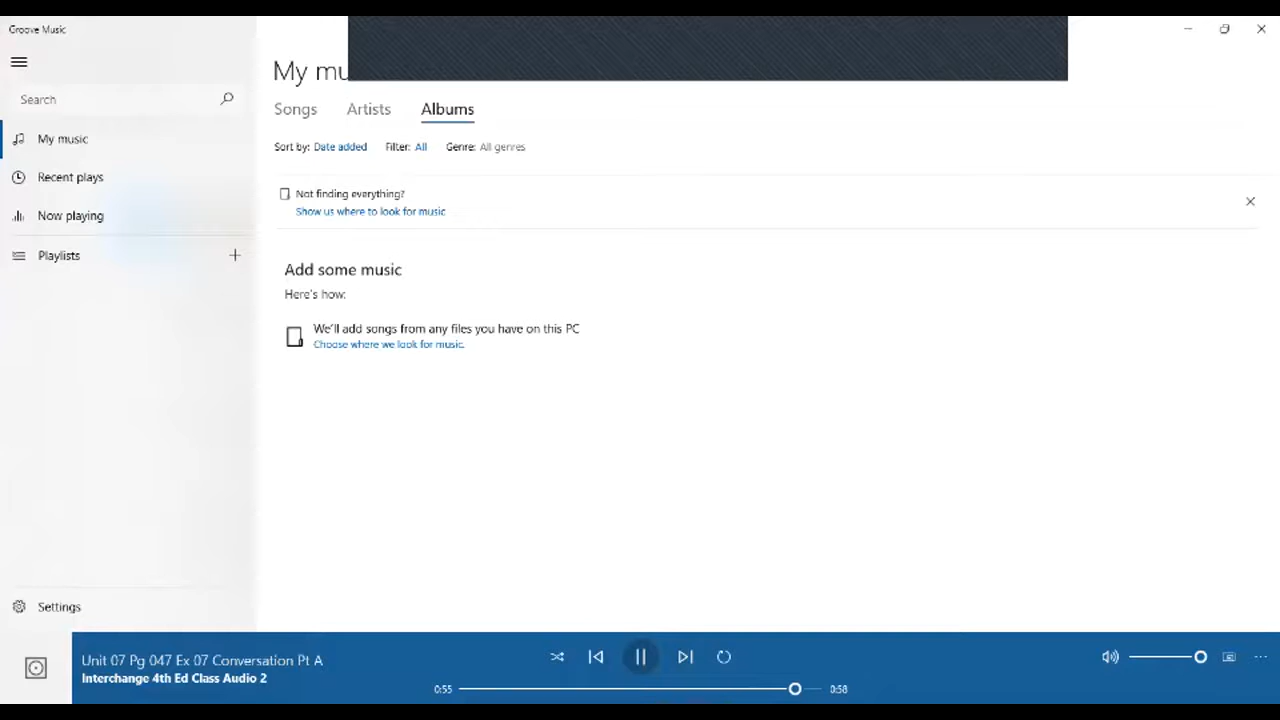 Groove Music
Search
My music
Recent plays
Now playing
Playlists
Settings
My mu
Songs Artists Albums
Sort by: Date added Filter: All Genre: All genres
Not finding everything?
Show us where to look for music
Add some music
Here's how:
We'll add songs from any files you have on this PC
Choose where we look for music.
Unit 07 Pg 047 Ex 07 Conversation Pt A
Interchange 4th Ed Class Audio 2
0:55 0:58